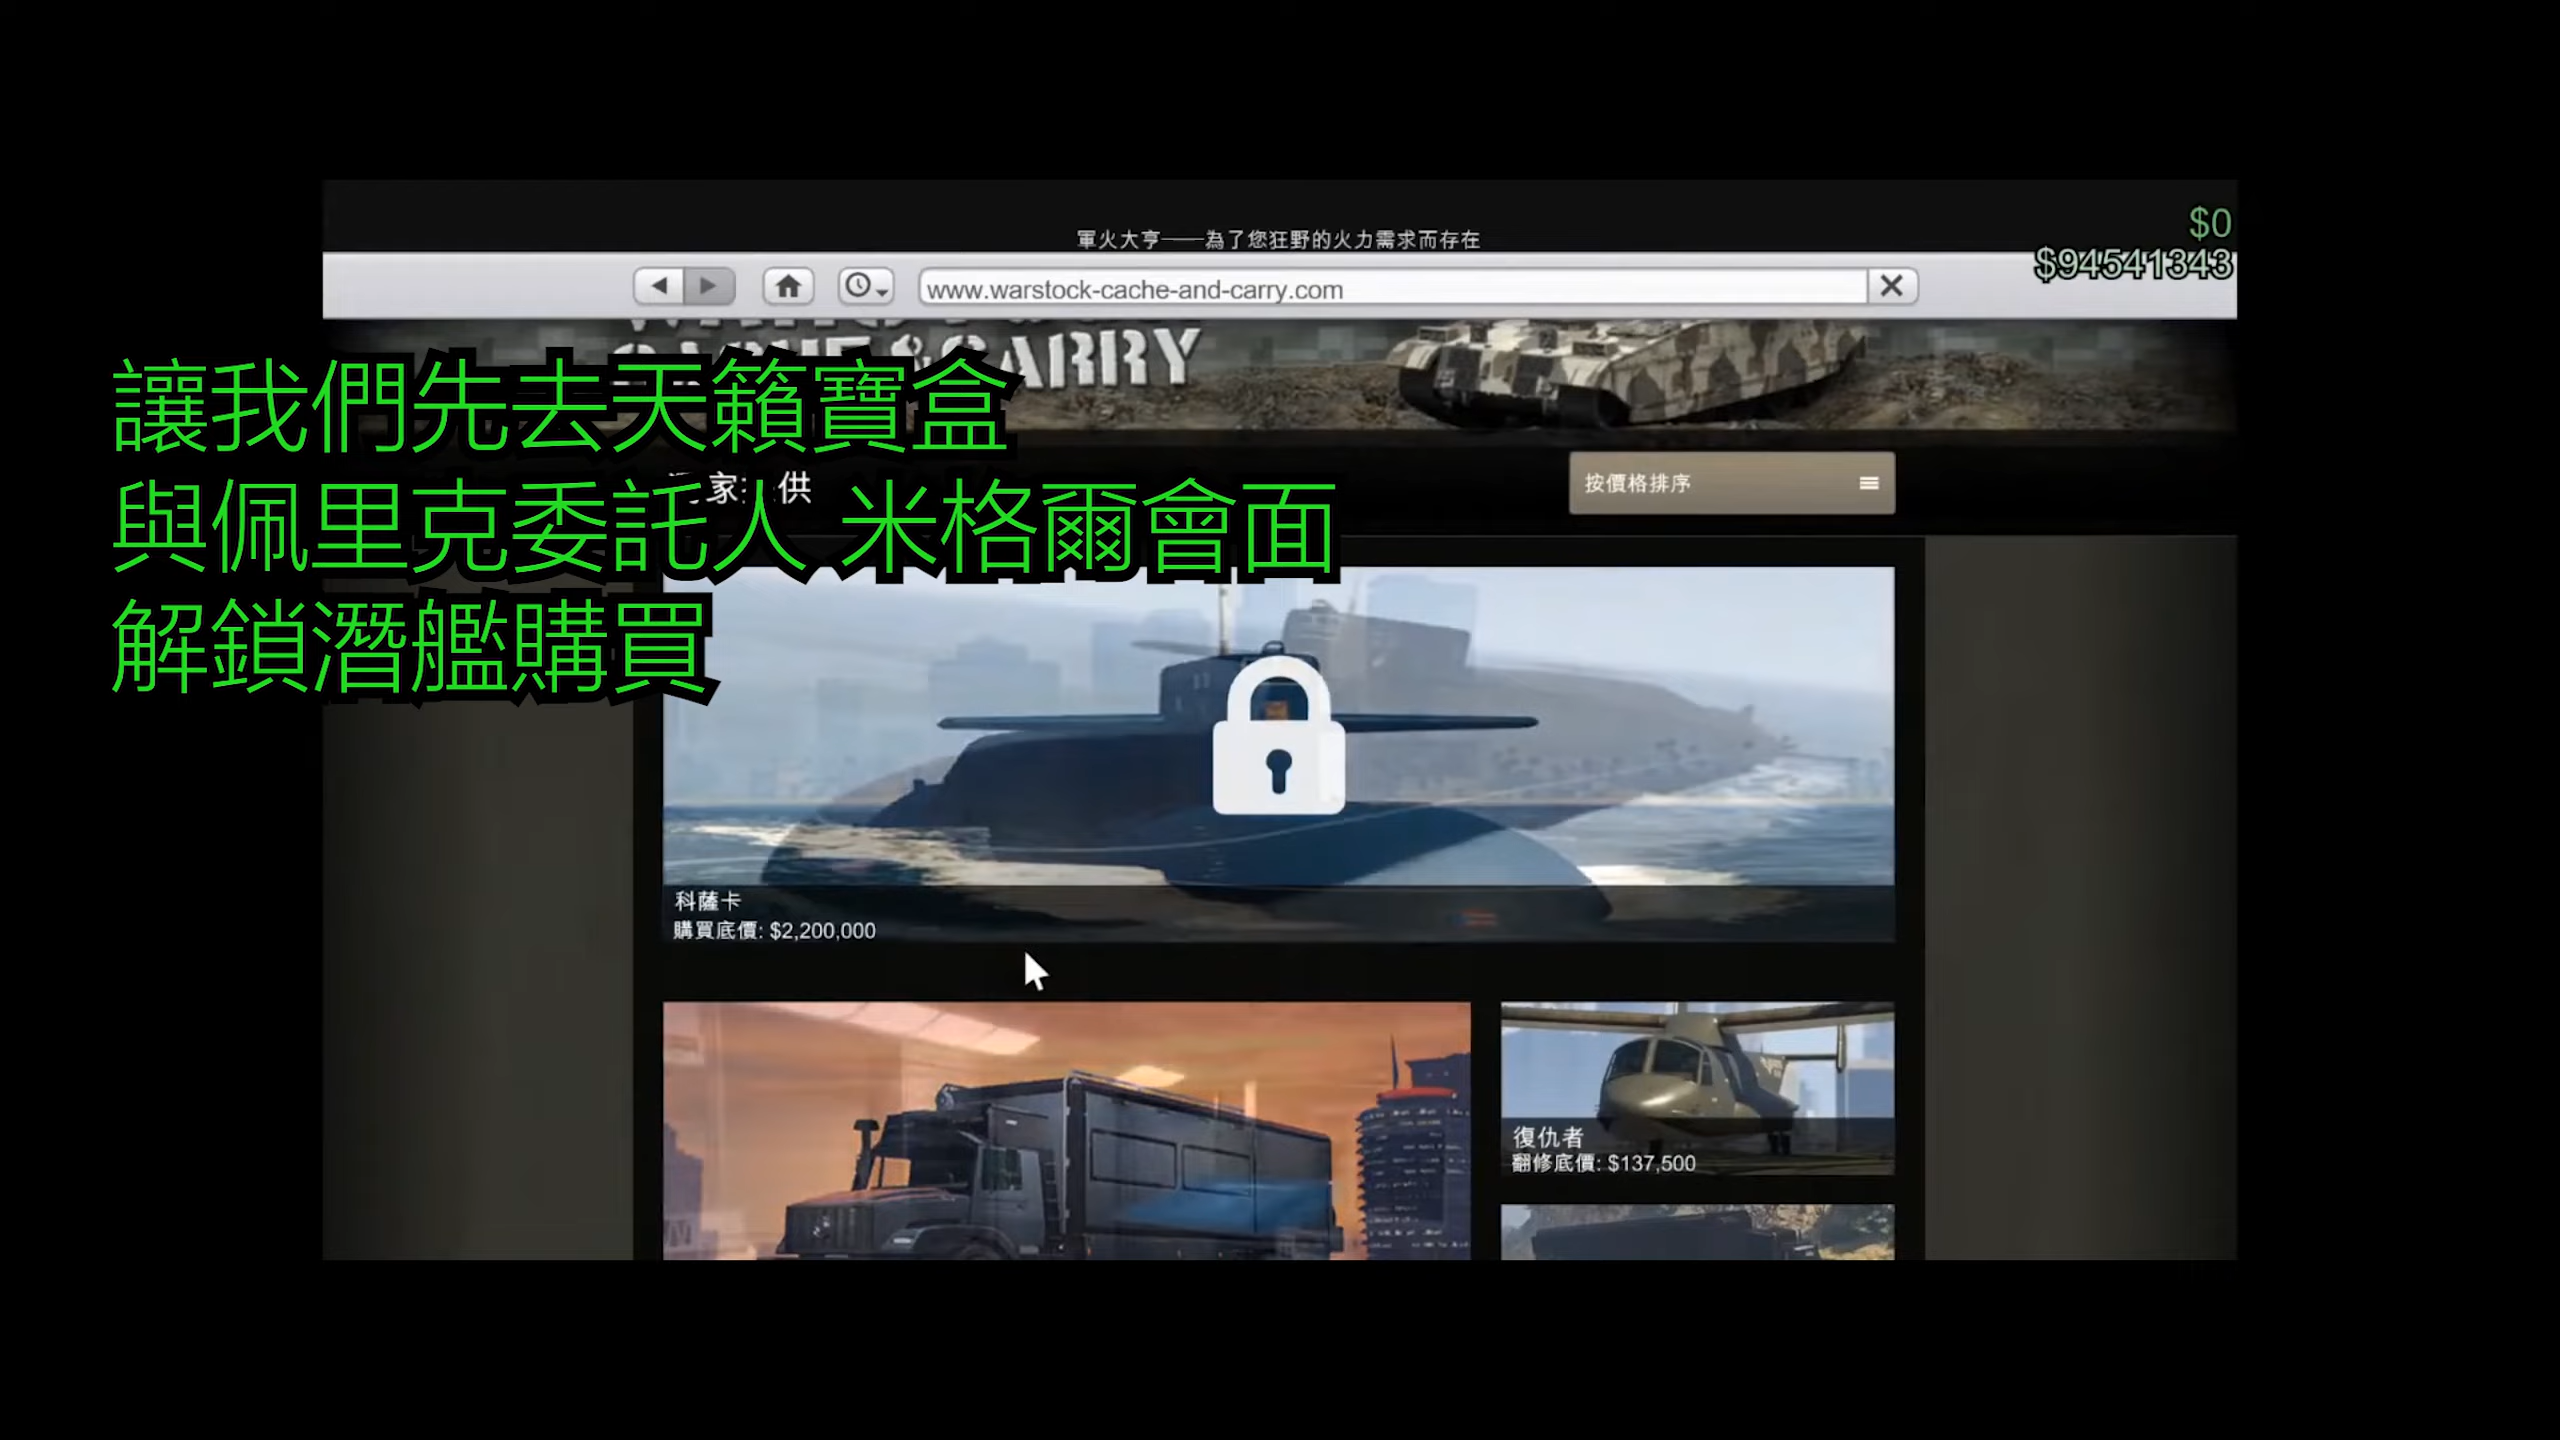 軍火大亨——為了您狂野的火力需求而存在
$0
$94541343
www.warstock-cache-and-carry.com
&CARRY
讓我們先去天籟寶盒
按價格排序
與佩里克委託人 米格爾會面
解鎖潛艦購買
科薩卡
購買底價: $2,200,000
復仇者
翻修底價: $137,500